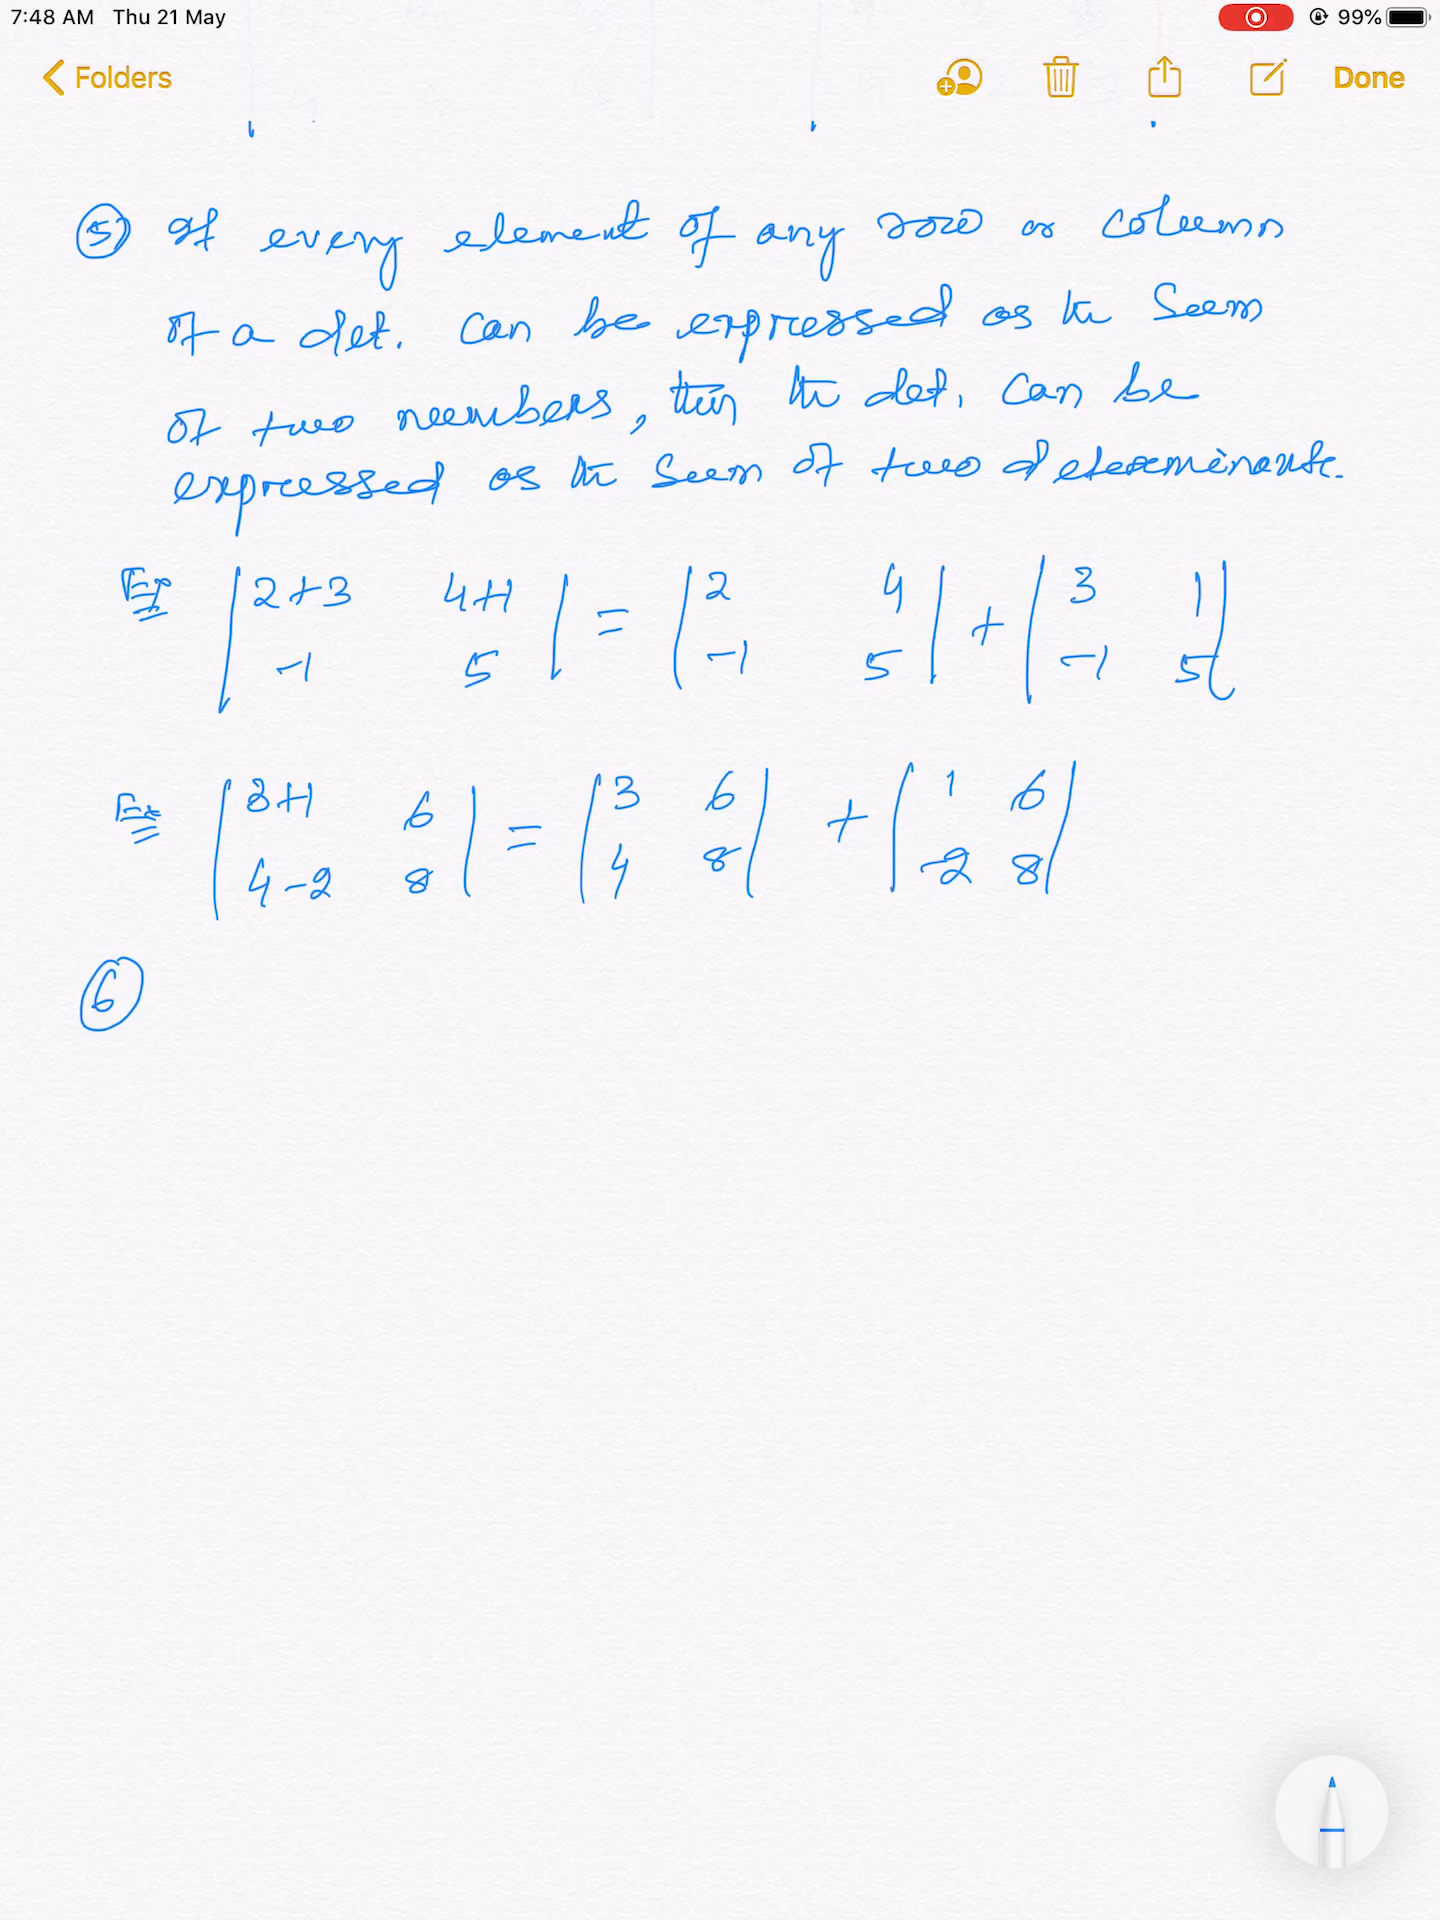 7:48 AM Thu 21 May 99%
Folders Done
(5) If every element of any row or column
of a det. can be expressed as the sum
of two numbers, then the det. can be
expressed as the sum of two determinants.
Ex |2+3 4+1| = |2 4| + |3 1|
|-1 5| |-1 5| |-1 5|
Ex |3+1 6| = |3 6| + |1 6|
|4-2 8| |4 8| |-2 8|
(6)